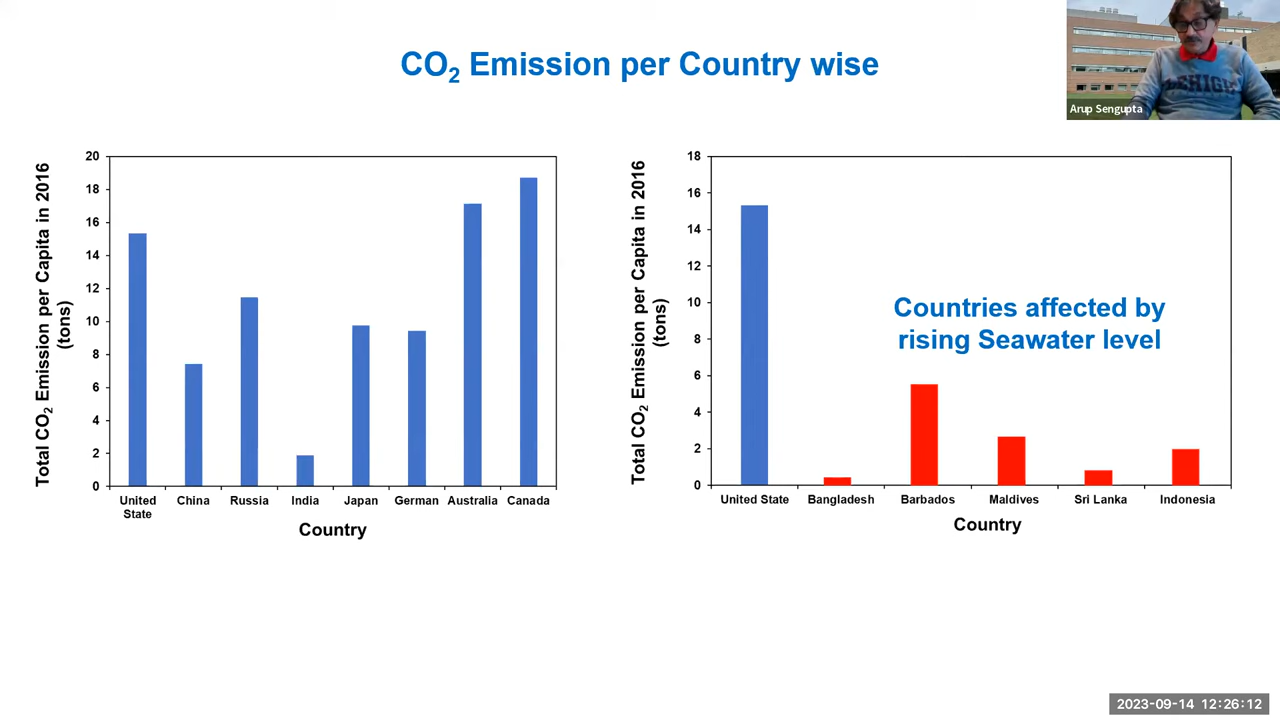 CO2 Emission per Country wise
LEHIGH
Arup Sengupta
Total CO2 Emission per Capita in 2016
(tons)
20
18
16
14
12
10
8
6
4
2
0
United
State
China
Russia
India
Japan
German
Australia
Canada
Country
Total CO2 Emission per Capita in 2016
(tons)
18
16
14
12
10
8
6
4
2
0
Countries affected by
rising Seawater level
United State
Bangladesh
Barbados
Maldives
Sri Lanka
Indonesia
Country
2023-09-14 12:26:12